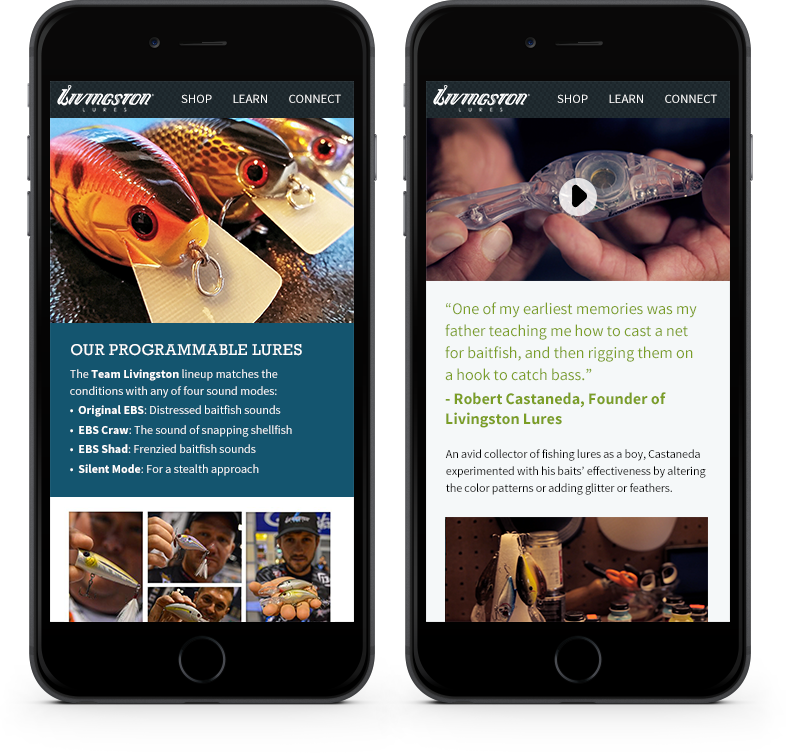 LIVINGSTON
LURES
SHOP LEARN CONNECT
OUR PROGRAMMABLE LURES
The Team Livingston lineup matches the
conditions with any of four sound modes:
• Original EBS: Distressed baitfish sounds
• EBS Craw: The sound of snapping shellfish
• EBS Shad: Frenzied baitfish sounds
• Silent Mode: For a stealth approach
LIVINGSTON
LURES
SHOP LEARN CONNECT
“One of my earliest memories was my
father teaching me how to cast a net
for baitfish, and then rigging them on
a hook to catch bass.”
- Robert Castaneda, Founder of
Livingston Lures
An avid collector of fishing lures as a boy, Castaneda
experimented with his baits’ effectiveness by altering
the color patterns or adding glitter or feathers.